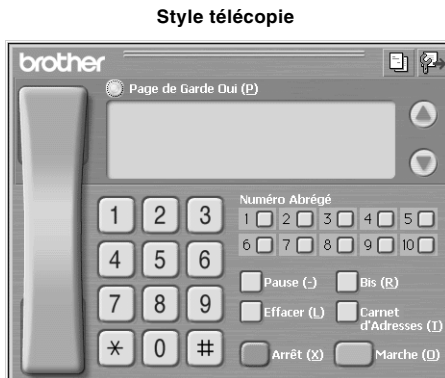 Style télécopie
brother
Page de Garde Oui (P)
Numéro Abrégé
1 2 3 4 5
6 7 8 9 10
1 2 3
4 5 6
7 8 9
* 0 #
Pause (-) Bis (R)
Effacer (L) Carnet
d'Adresses (T)
Arrêt (X) Marche (O)